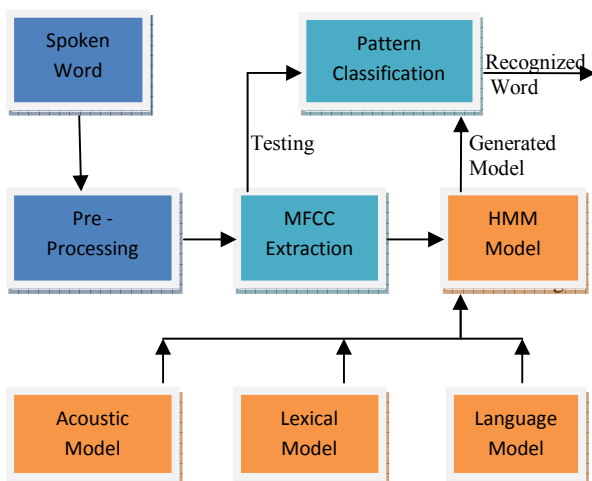 Spoken
Word
Pattern
Classification
Recognized
Word
Testing
Generated
Model
Pre -
Processing
MFCC
Extraction
HMM
Model
Acoustic
Model
Lexical
Model
Language
Model